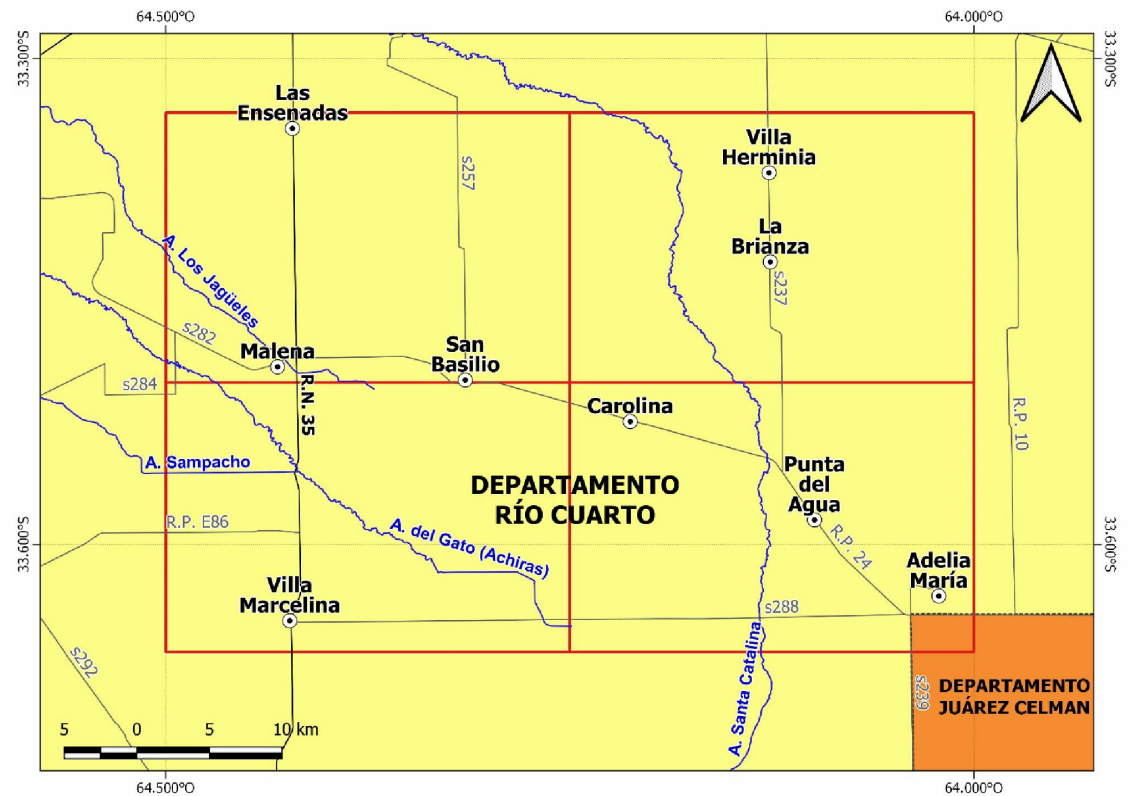 64.500°O
64.000°O
33.300°S
33.300°S
Las
Ensenadas
Villa
Herminia
s257
La
Brianza
A. Los Jagüeles
s237
s282
San
Basilio
Malena
s284
R.N. 35
Carolina
R.P. 10
A. Sampacho
Punta
del
Agua
DEPARTAMENTO
RÍO CUARTO
R.P. E86
A. del Gato (Achiras)
R.P. 24
33.600°S
33.600°S
Adelia
María
Villa
Marcelina
s288
s292
A. Santa Catalina
s239
DEPARTAMENTO
JUÁREZ CELMAN
5 0 5 10 km
64.500°O
64.000°O